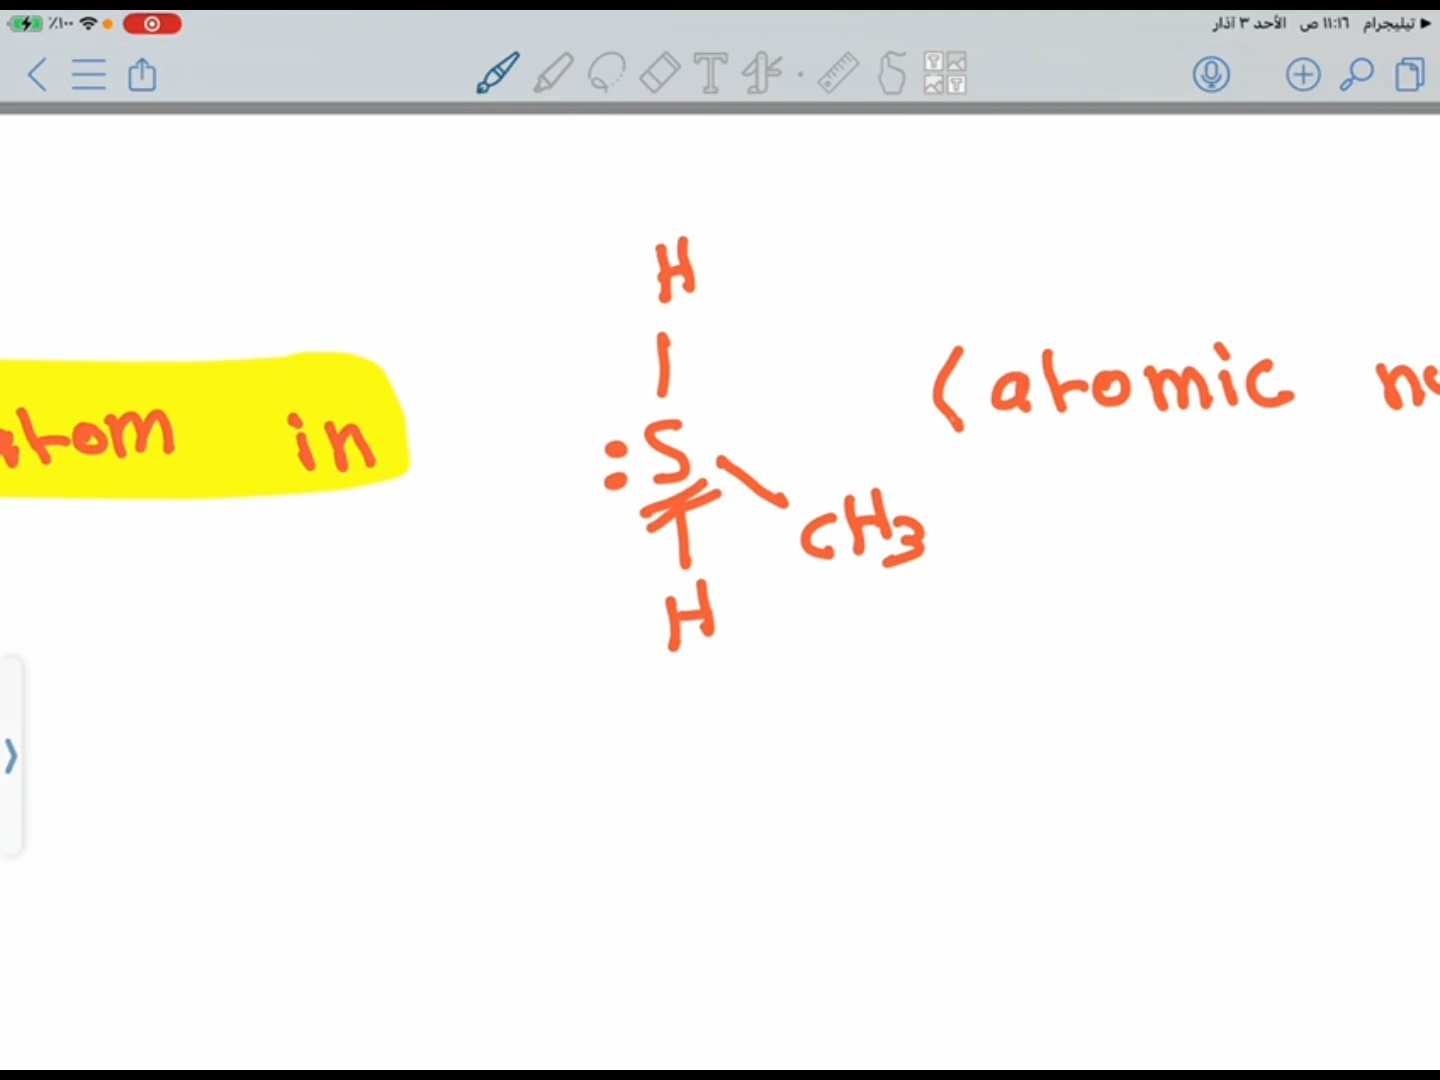 ١٠٠٪
◀ تيليجرام ١١:١٦ ص الأحد ٣ آذار
H
atom in
:S
CH3
H
(atomic